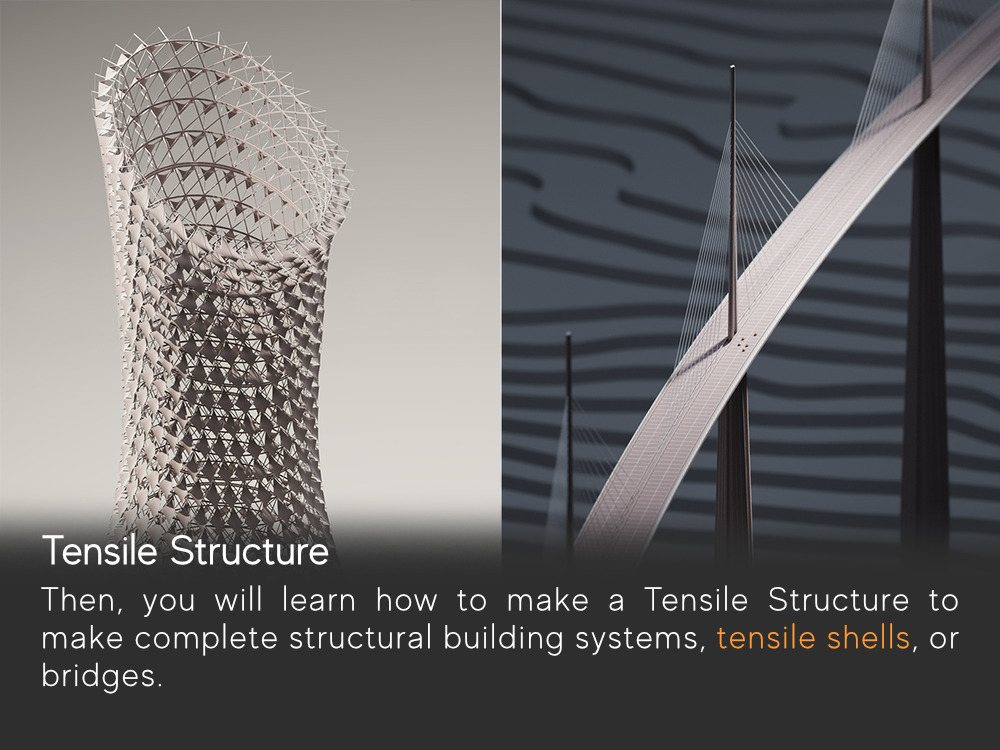 Tensile Structure
Then, you will learn how to make a Tensile Structure to
make complete structural building systems, tensile shells, or
bridges.